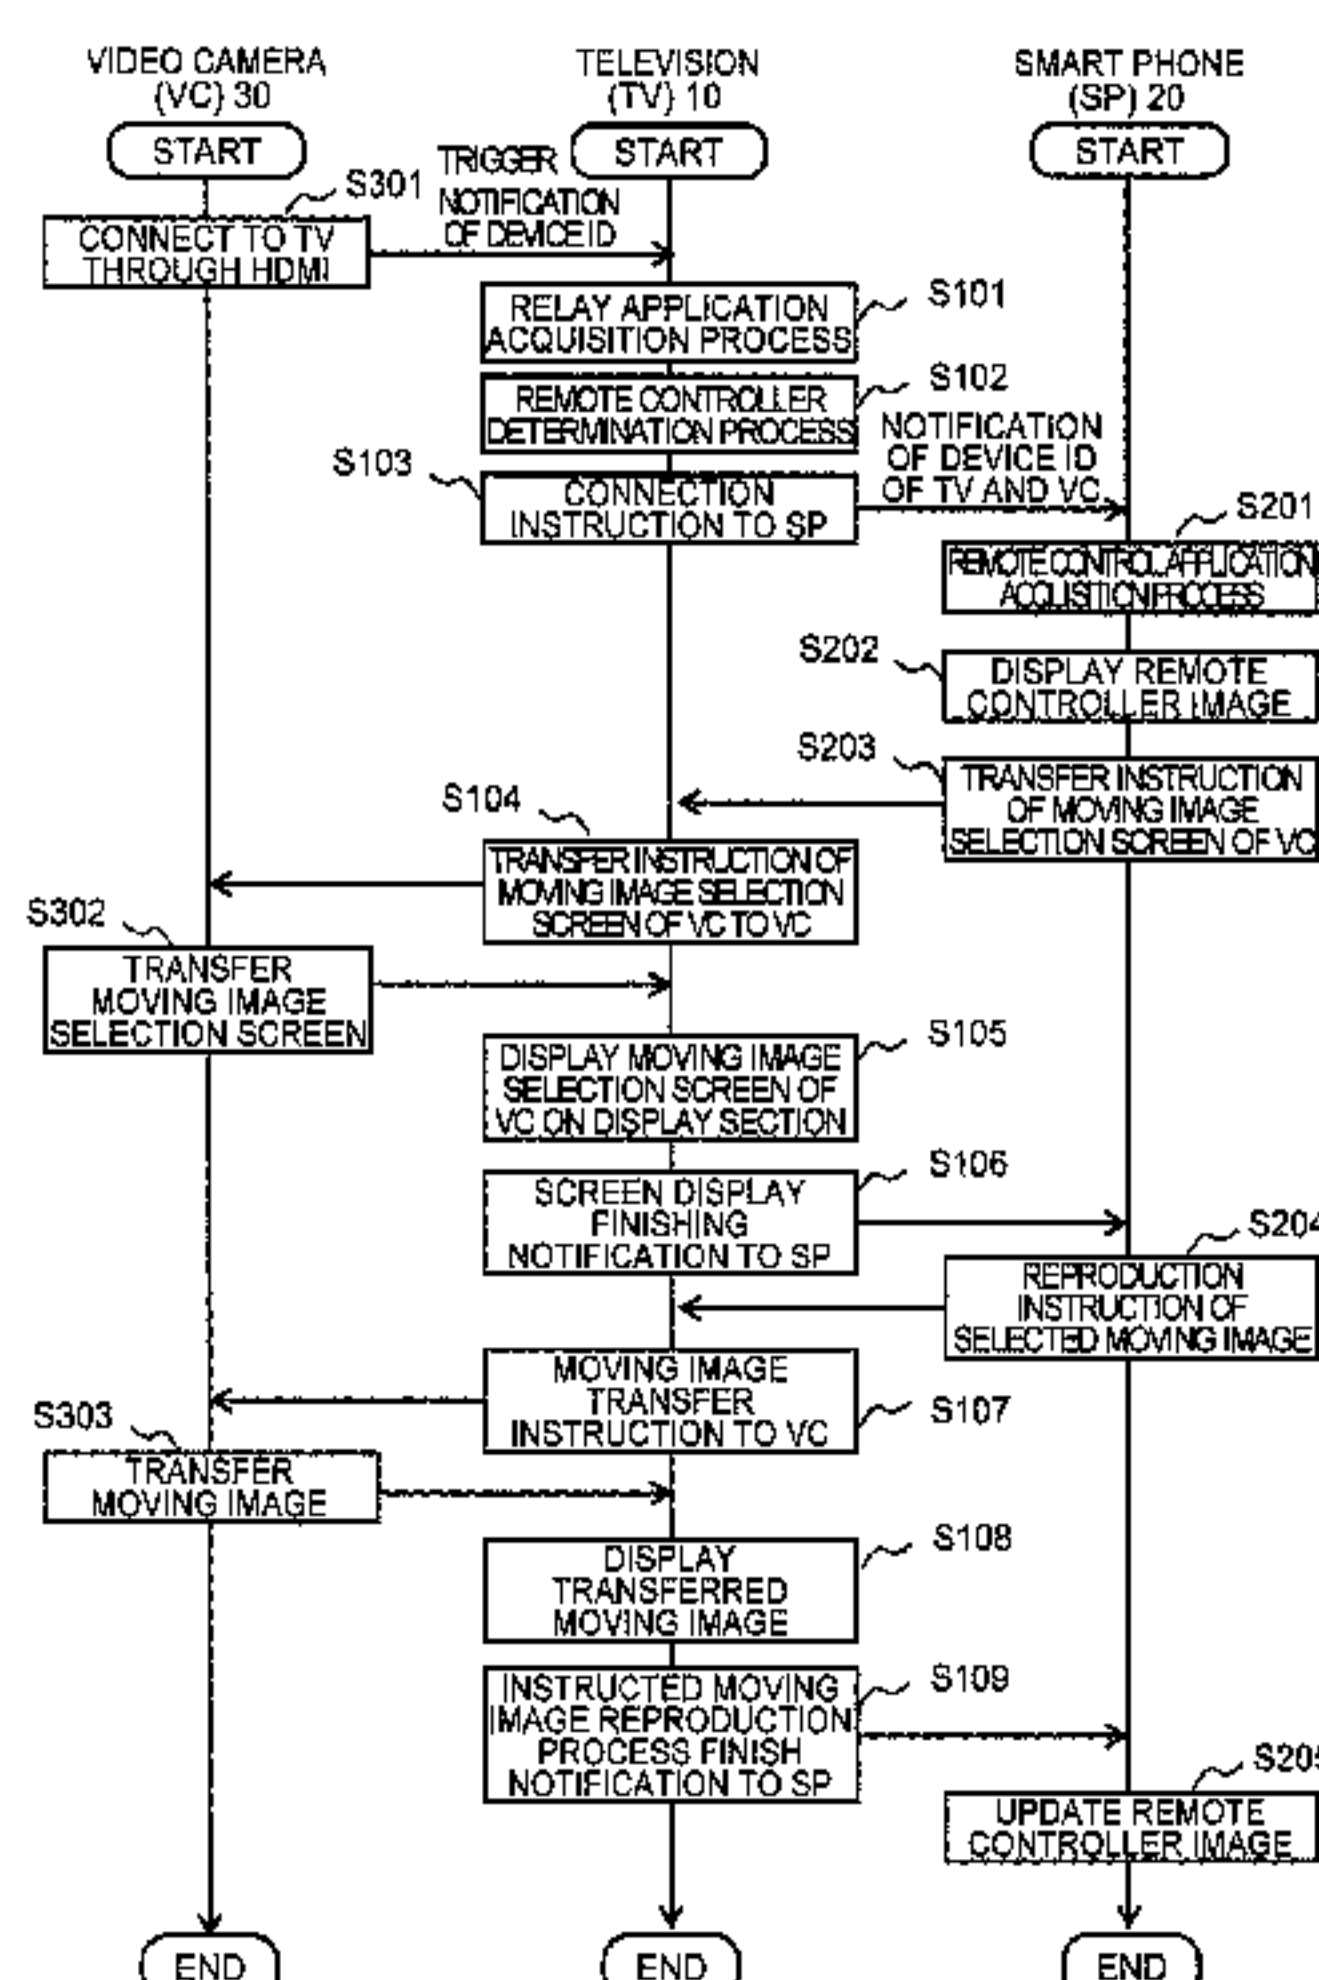 VIDEO CAMERA
(VC) 30
TELEVISION
(TV) 10
SMART PHONE
(SP) 20
START
START
START
TRIGGER
NOTIFICATION
OF DEVICE ID
S301
CONNECT TO TV
THROUGH HDMI
RELAY APPLICATION
ACQUISITION PROCESS
S101
REMOTE CONTROLLER
DETERMINATION PROCESS
S102
S103
CONNECTION
INSTRUCTION TO SP
NOTIFICATION
OF DEVICE ID
OF TV AND VC
S201
REMOTE CONTROL APPLICATION
ACQUISITION PROCESS
S202
DISPLAY REMOTE
CONTROLLER IMAGE
S203
TRANSFER INSTRUCTION
OF MOVING IMAGE
SELECTION SCREEN OF VC
S104
TRANSFER INSTRUCTION OF
MOVING IMAGE SELECTION
SCREEN OF VC TO VC
S302
TRANSFER
MOVING IMAGE
SELECTION SCREEN
S105
DISPLAY MOVING IMAGE
SELECTION SCREEN OF
VC ON DISPLAY SECTION
S106
SCREEN DISPLAY
FINISHING
NOTIFICATION TO SP
S204
REPRODUCTION
INSTRUCTION OF
SELECTED MOVING IMAGE
MOVING IMAGE
TRANSFER
INSTRUCTION TO VC
S107
S303
TRANSFER
MOVING IMAGE
S108
DISPLAY
TRANSFERRED
MOVING IMAGE
S109
INSTRUCTED MOVING
IMAGE REPRODUCTION
PROCESS FINISH
NOTIFICATION TO SP
S205
UPDATE REMOTE
CONTROLLER IMAGE
END
END
END